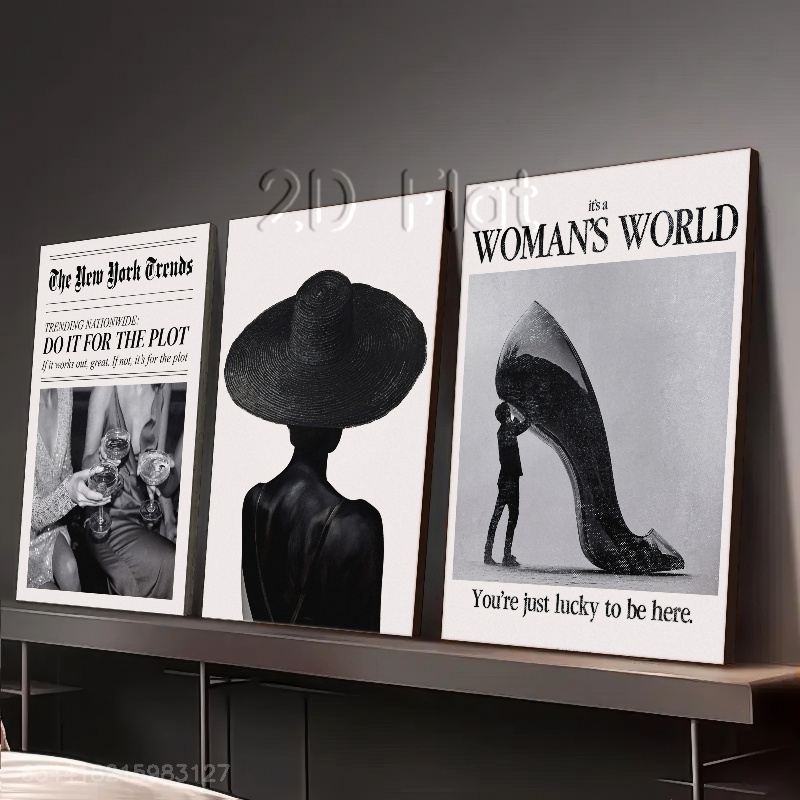 2D Flat
The New York Trends
TRENDING NATIONWIDE:
DO IT FOR THE PLOT
If it works out, great. If not, it's for the plot
it's a
WOMAN'S WORLD
You're just lucky to be here.